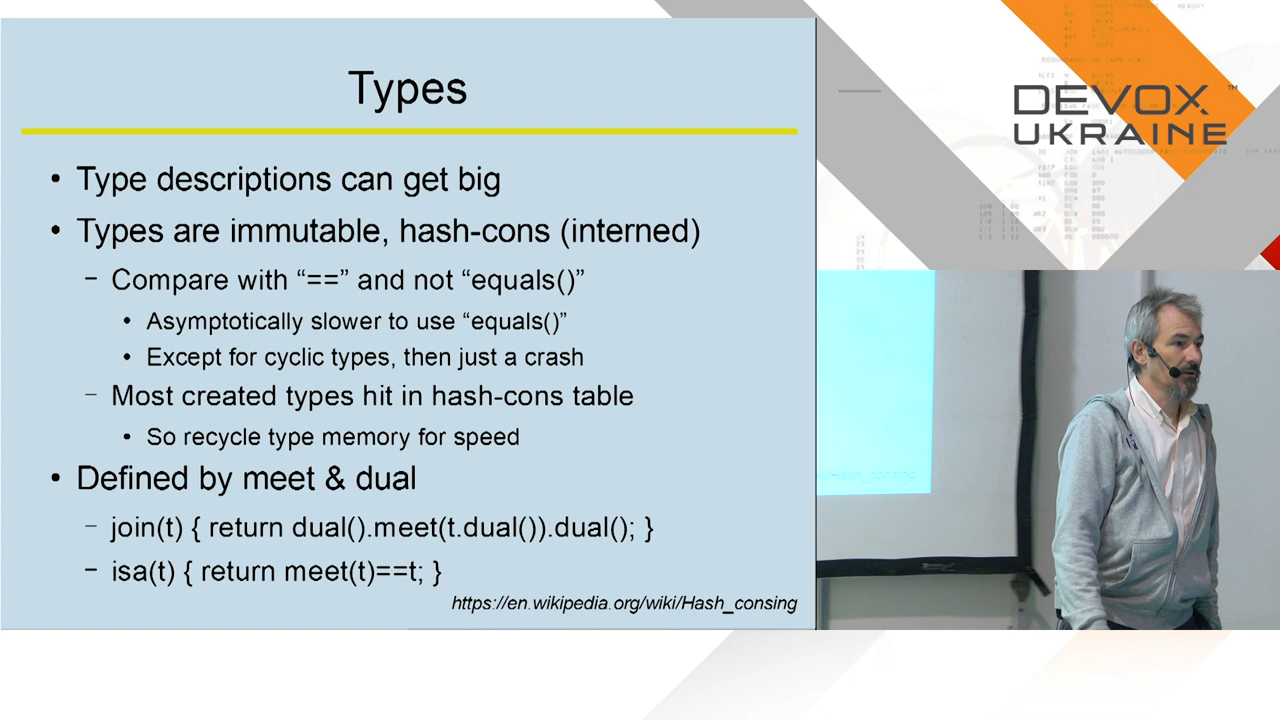 Types
• Type descriptions can get big
• Types are immutable, hash-cons (interned)
– Compare with “==” and not “equals()”
• Asymptotically slower to use “equals()”
• Except for cyclic types, then just a crash
– Most created types hit in hash-cons table
• So recycle type memory for speed
• Defined by meet & dual
– join(t) { return dual().meet(t.dual()).dual(); }
– isa(t) { return meet(t)==t; }
https://en.wikipedia.org/wiki/Hash_consing
DEVOX™
UKRAINE